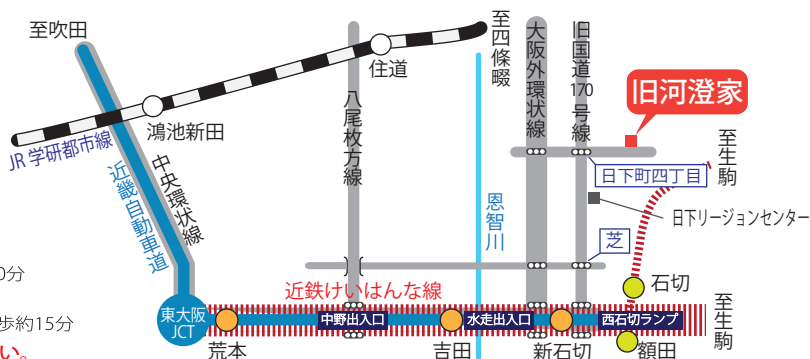 至吹田
住道
至四條畷
大阪外環状線
旧国道170号線
旧河澄家
鴻池新田
JR学研都市線
八尾枚方線
至生駒
日下町四丁目
中央環状線
近畿自動車道
恩智川
日下リージョンセンター
芝
0分
石切
近鉄けいはんな線
歩約15分
東大阪
JCT
中野出入口
水走出入口
西石切ランプ
至生駒
い。
荒本
吉田
新石切
額田